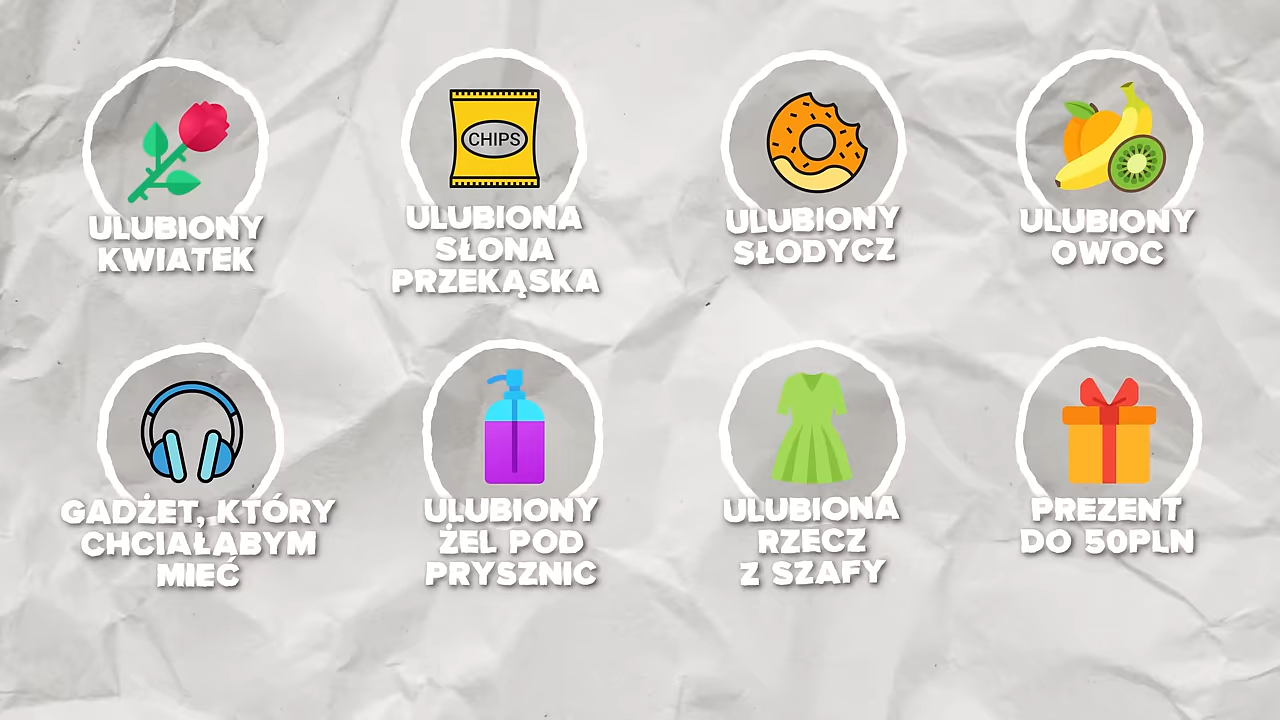 CHIPS
ULUBIONY
KWIATEK
ULUBIONA
SŁONA
PRZEKĄSKA
ULUBIONY
SŁODYCZ
ULUBIONY
OWOC
GADŻET, KTÓRY
CHCIAŁABYM
MIEĆ
ULUBIONY
ŻEL POD
PRYSZNIC
ULUBIONA
RZECZ
Z SZAFY
PREZENT
DO 50PLN